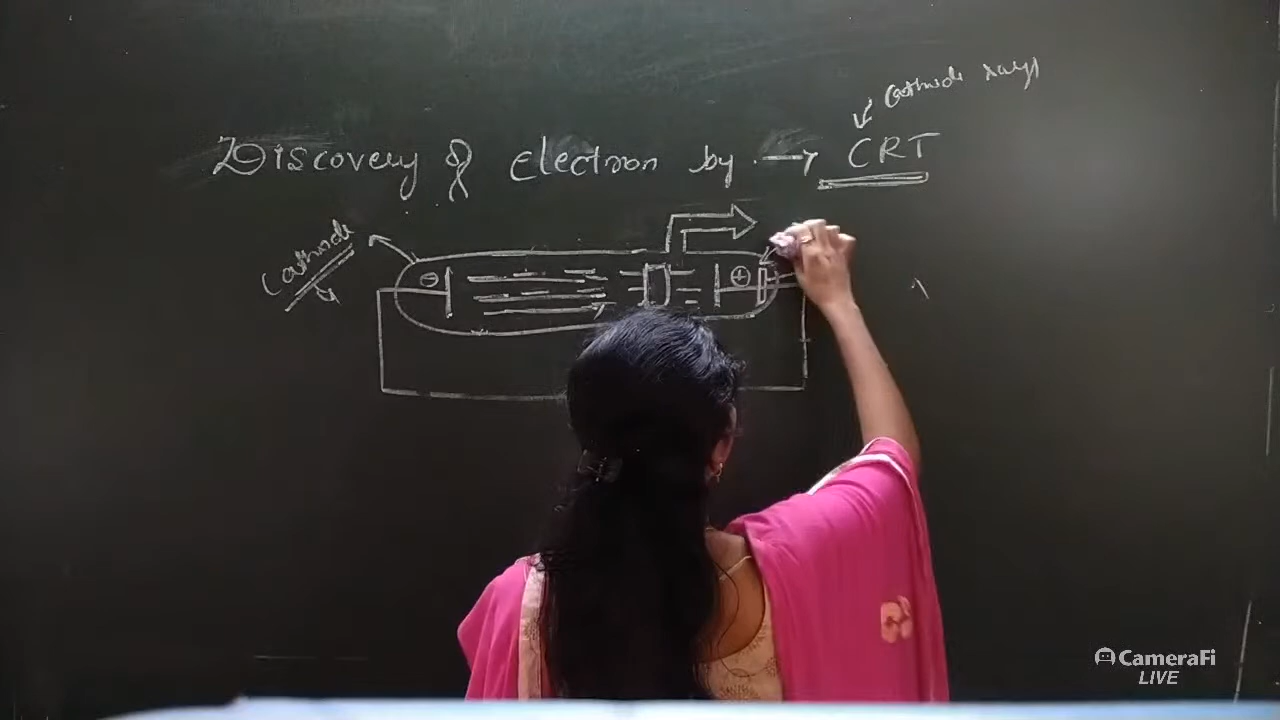 Cathode rays
Discovery of electron by → CRT
Cathode
⊖ ⊕
CameraFi
LIVE